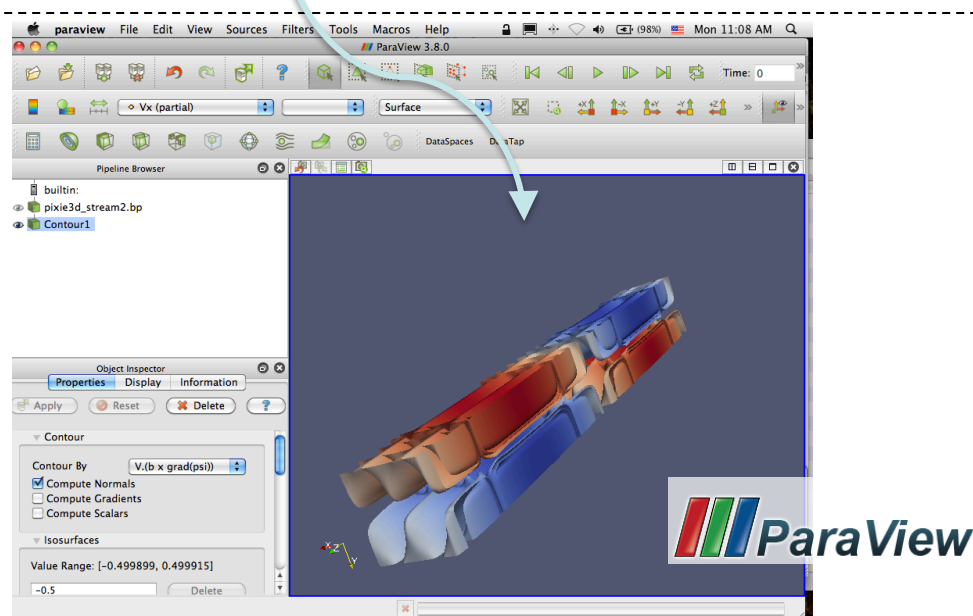 paraview File Edit View Sources Filters Tools Macros Help (98%) Mon 11:08 AM
ParaView 3.8.0
? Time: 0 »
Vx (partial) Surface » »
DataSpaces
Pipeline Browser
builtin:
pixie3d_stream2.bp
Contour1
Object Inspector
Properties Display Information
Apply Reset Delete ?
Contour
Contour By V.(b x grad(psi))
Compute Normals
Compute Gradients
Compute Scalars
Isosurfaces
Value Range: [-0.499899, 0.499915]
-0.5 Delete
Z
Y
ParaView